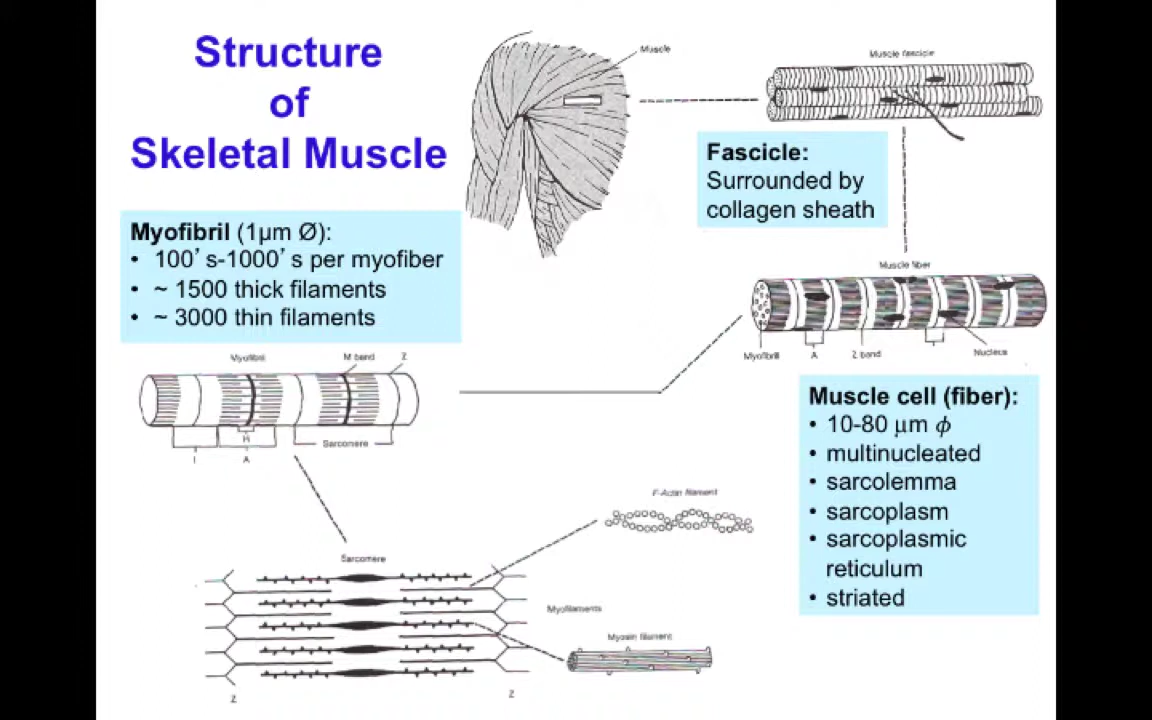 Structure
of
Skeletal Muscle
Muscle
Muscle fascicle
Fascicle:
Surrounded by
collagen sheath
Myofibril (1µm Ø):
• 100's-1000's per myofiber
• ~ 1500 thick filaments
• ~ 3000 thin filaments
Muscle fiber
Myofibril
A
Z band
Nucleus
Myofibril
M band
Z
H
Sarcomere
I
A
Muscle cell (fiber):
• 10-80 µm ϕ
• multinucleated
• sarcolemma
• sarcoplasm
• sarcoplasmic
reticulum
• striated
F-Actin filament
Sarcomere
Myofilaments
Myosin filament
Z
Z